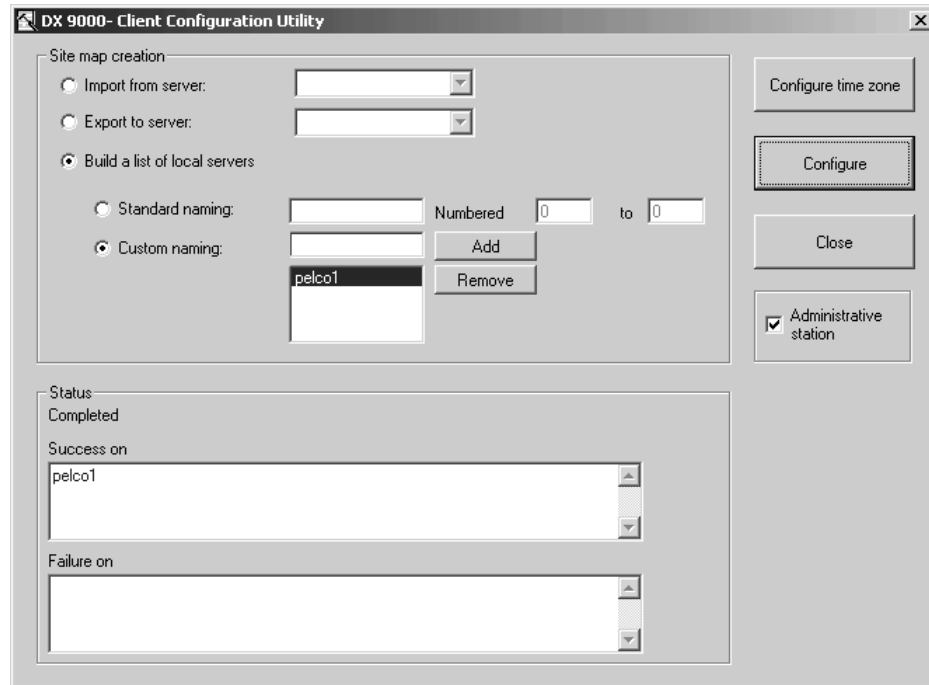 DX 9000- Client Configuration Utility
Site map creation
Import from server:
Export to server:
Build a list of local servers
Standard naming:
Numbered 0 to 0
Custom naming:
Add
pelco1
Remove
Configure time zone
Configure
Close
Administrative
station
Status
Completed
Success on
pelco1
Failure on